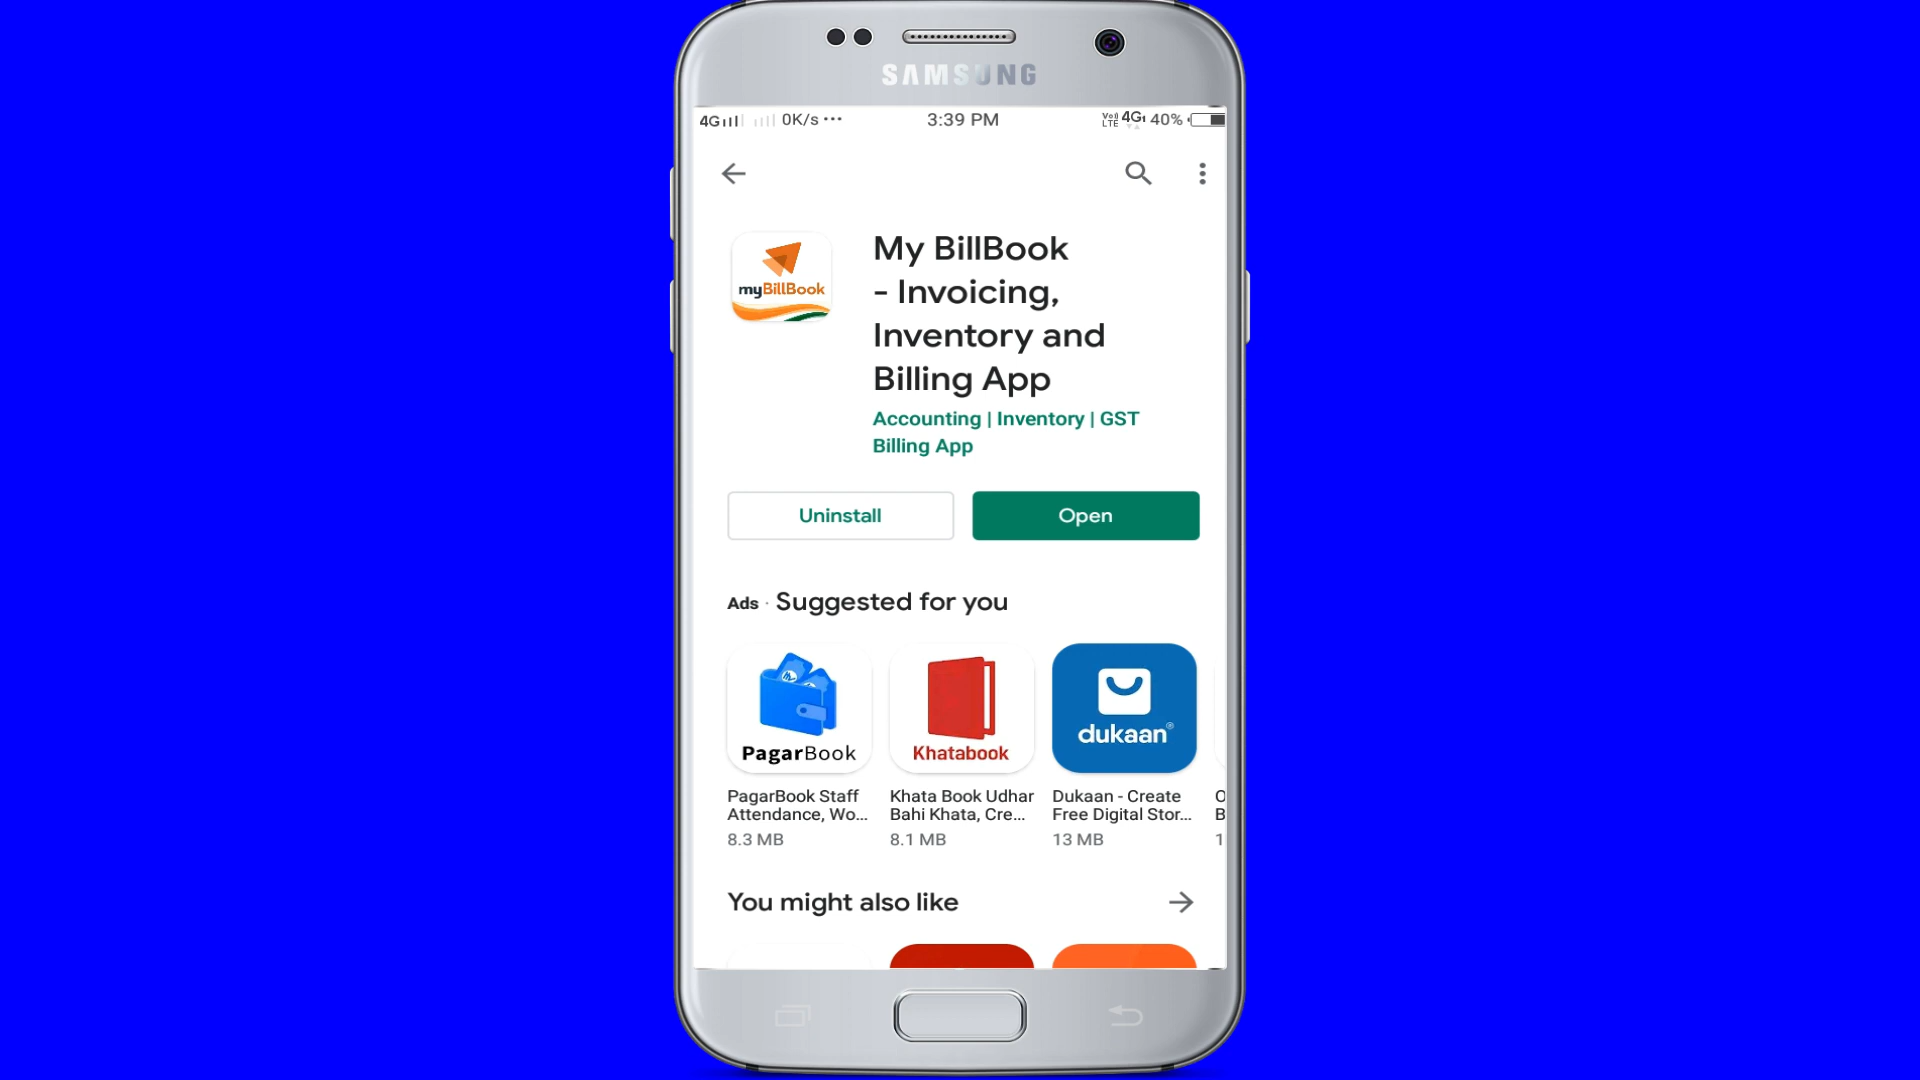 SAMSUNG
4G 0K/s ... 3:39 PM Vo) LTE 4G 40%
myBillBook
My BillBook
- Invoicing,
Inventory and
Billing App
Accounting | Inventory | GST
Billing App
Uninstall Open
Ads · Suggested for you
PagarBook Khatabook dukaan®
PagarBook Staff Khata Book Udhar Dukaan - Create O
Attendance, Wo... Bahi Khata, Cre... Free Digital Stor... B
8.3 MB 8.1 MB 13 MB 1
You might also like